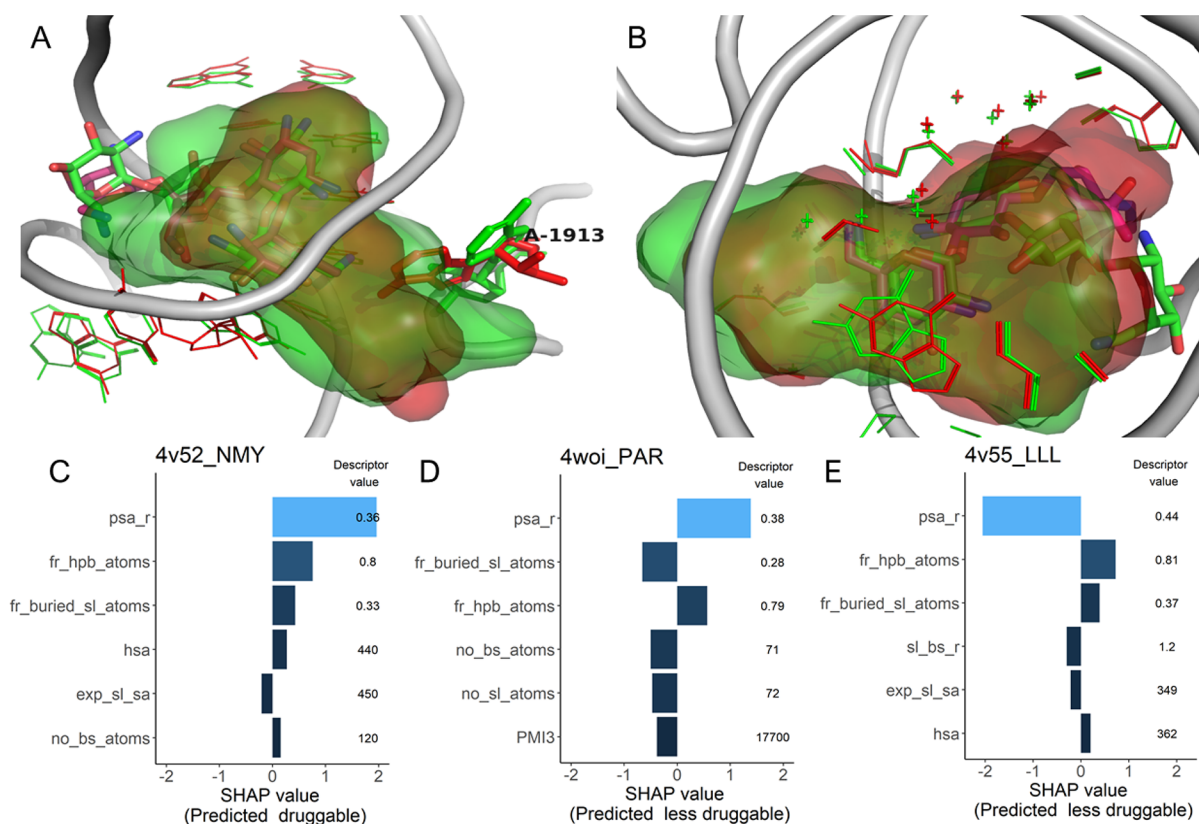 A
B
A-1913
C
4v52_NMY
Descriptor
value
psa_r
0.36
fr_hpb_atoms
0.8
fr_buried_sl_atoms
0.33
hsa
440
exp_sl_sa
450
no_bs_atoms
120
-2 -1 0 1 2
SHAP value
(Predicted druggable)
D
4woi_PAR
Descriptor
value
psa_r
0.38
fr_buried_sl_atoms
0.28
fr_hpb_atoms
0.79
no_bs_atoms
71
no_sl_atoms
72
PMI3
17700
-2 -1 0 1 2
SHAP value
(Predicted less druggable)
E
4v55_LLL
Descriptor
value
psa_r
0.44
fr_hpb_atoms
0.81
fr_buried_sl_atoms
0.37
sl_bs_r
1.2
exp_sl_sa
349
hsa
362
-2 -1 0 1 2
SHAP value
(Predicted less druggable)